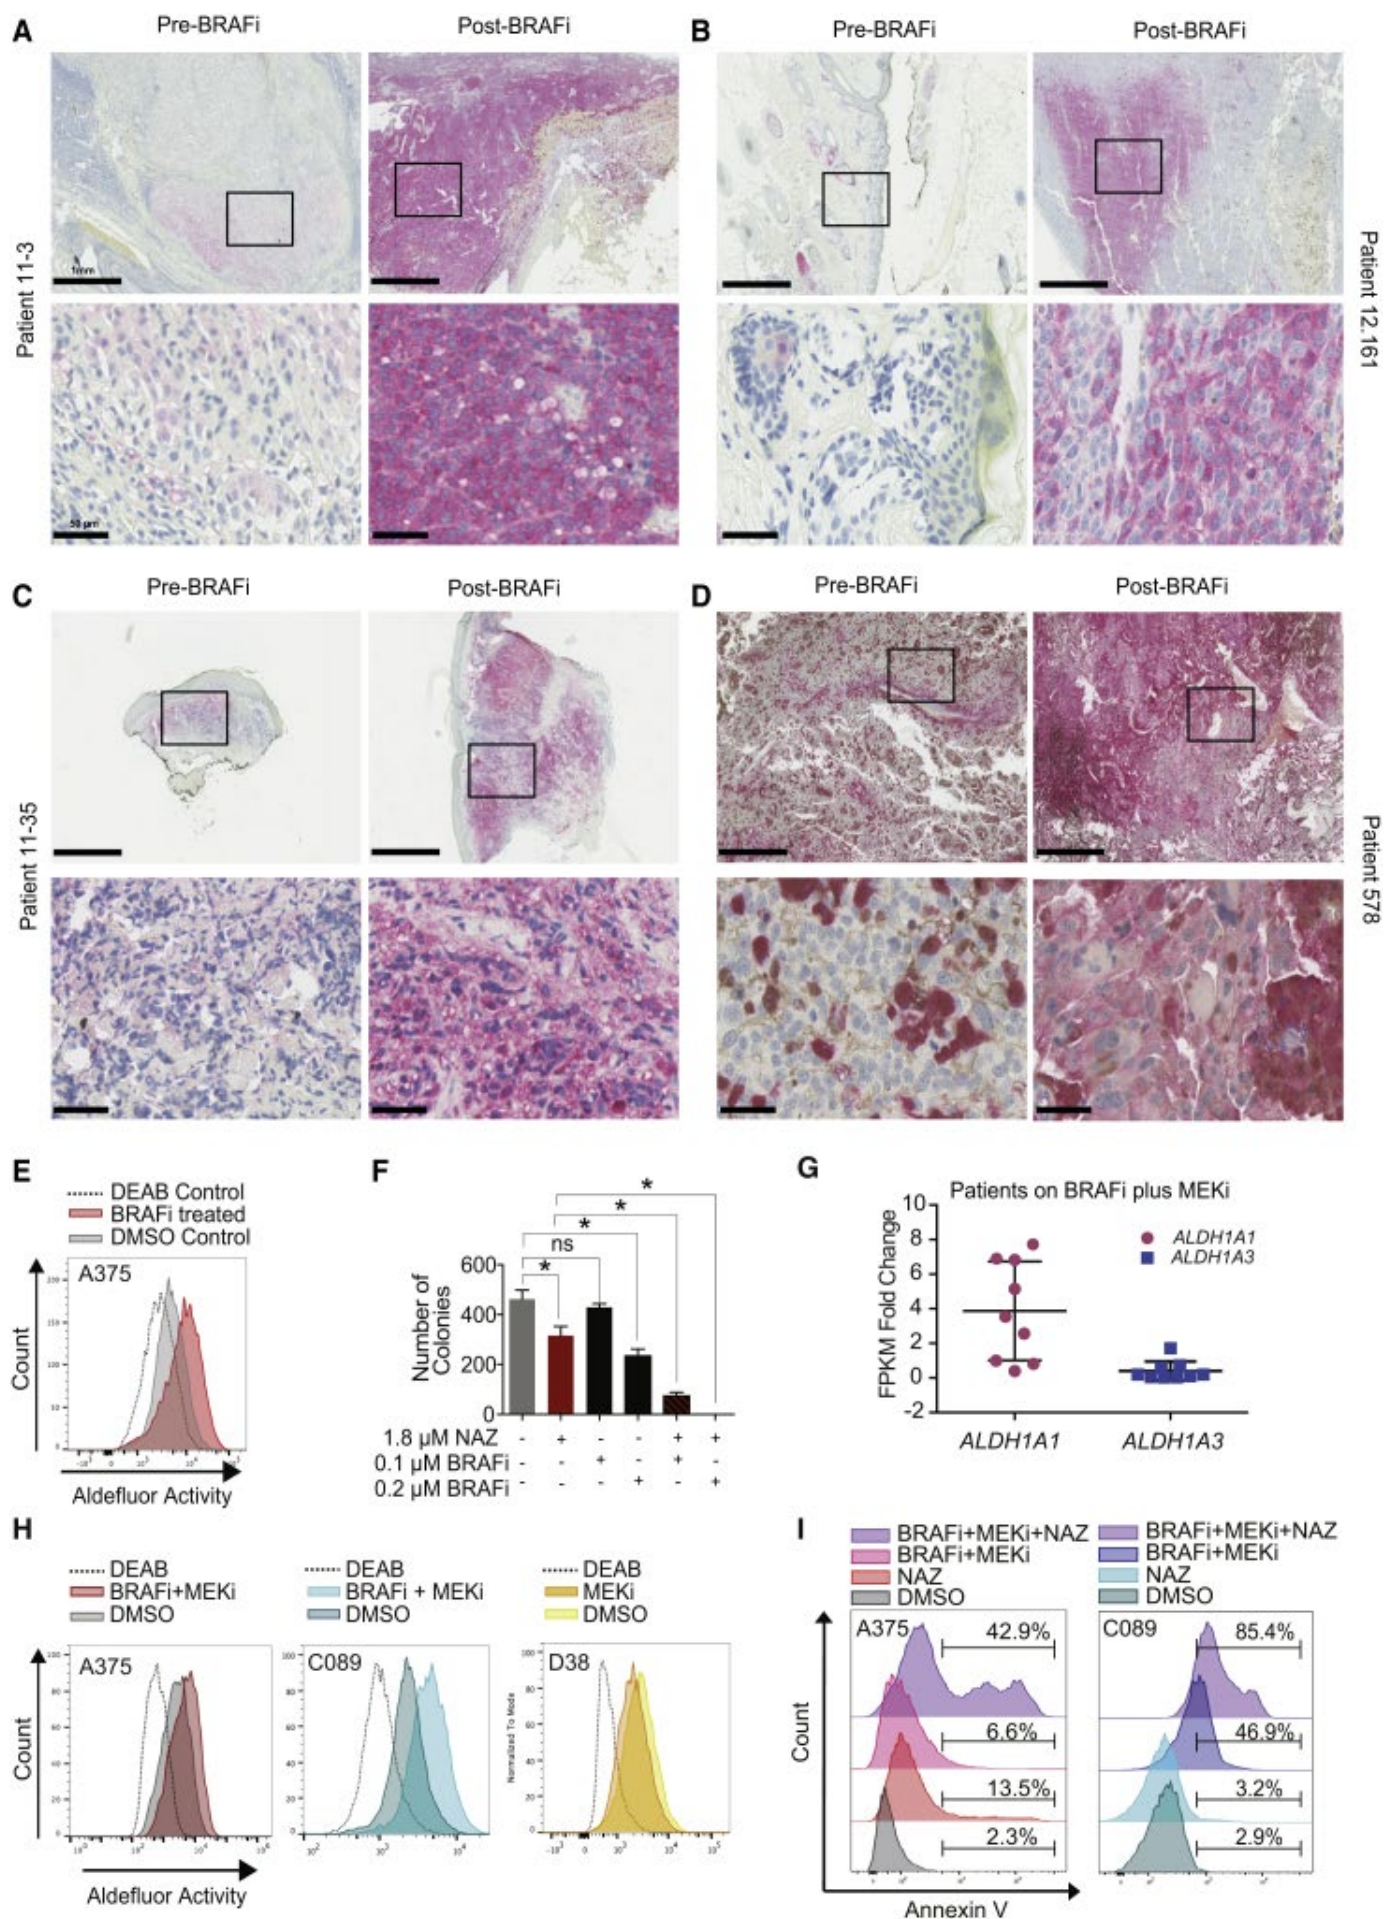 A
Pre-BRAFi
Post-BRAFi
B
Pre-BRAFi
Post-BRAFi
Patient 11-3
1mm
50 µm
Patient 12.161
C
Pre-BRAFi
Post-BRAFi
D
Pre-BRAFi
Post-BRAFi
Patient 11-35
Patient 578
E
DEAB Control
BRAFi treated
DMSO Control
A375
Count
Aldefluor Activity
F
*
*
*
ns
*
Number of
Colonies
600
400
200
0
1.8 µM NAZ - + - - + +
0.1 µM BRAFi - - + - + -
0.2 µM BRAFi - - - + - +
G
Patients on BRAFi plus MEKi
FPKM Fold Change
10
8
6
4
2
0
-2
ALDH1A1
ALDH1A3
ALDH1A1
ALDH1A3
H
DEAB
BRAFi+MEKi
DMSO
DEAB
BRAFi + MEKi
DMSO
DEAB
MEKi
DMSO
A375
C089
D38
Count
Normalized To Mode
Aldefluor Activity
I
BRAFi+MEKi+NAZ
BRAFi+MEKi
NAZ
DMSO
BRAFi+MEKi+NAZ
BRAFi+MEKi
NAZ
DMSO
A375
42.9%
6.6%
13.5%
2.3%
C089
85.4%
46.9%
3.2%
2.9%
Count
Annexin V